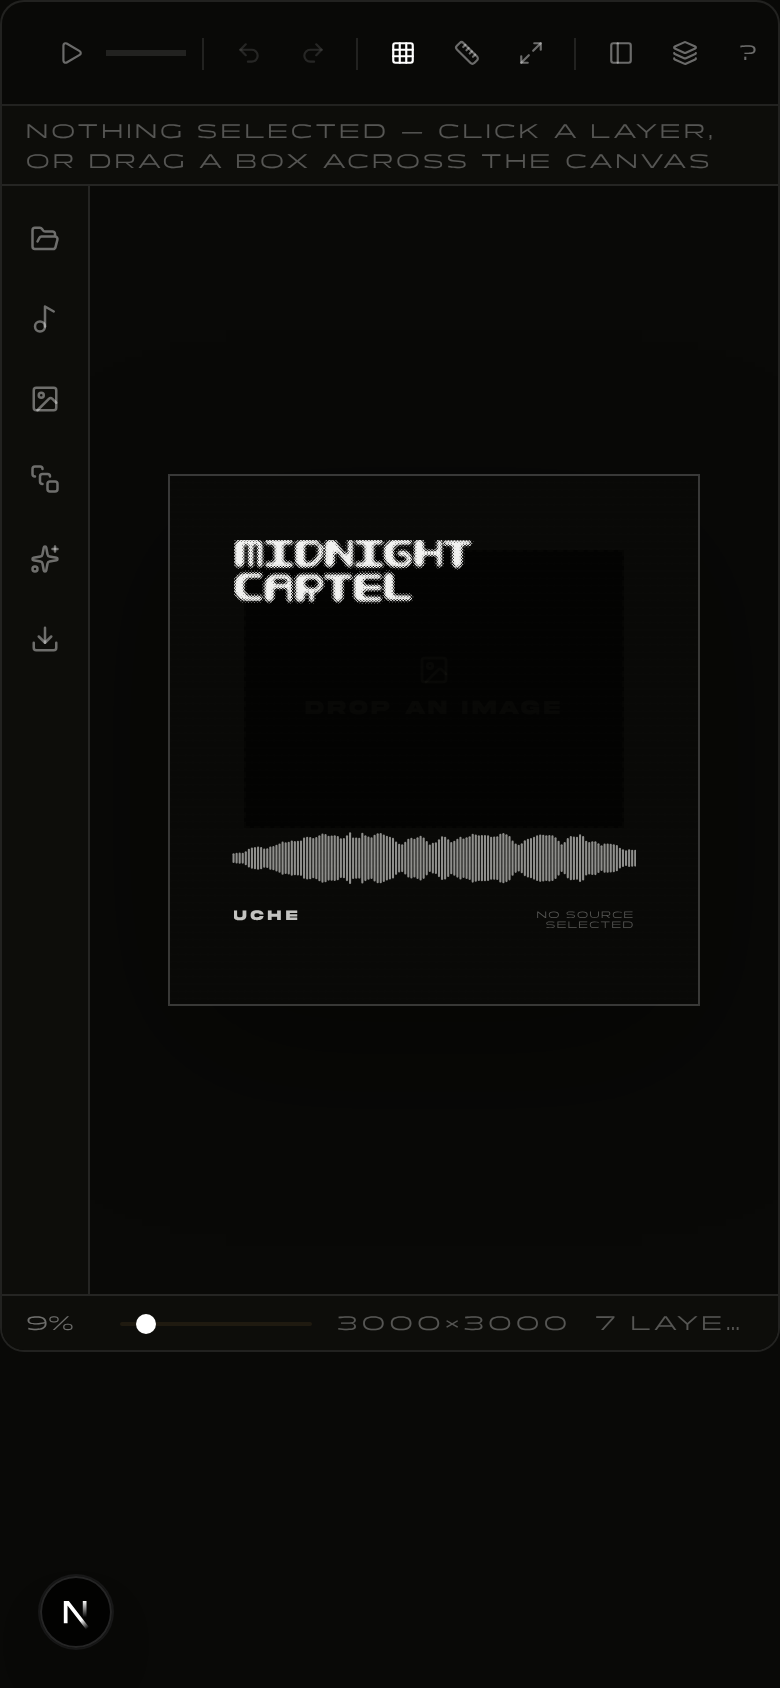 ?
NOTHING SELECTED — CLICK A LAYER,
OR DRAG A BOX ACROSS THE CANVAS
MIDNIGHT
CARTEL
DROP AN IMAGE
UCHE
NO SOURCE
SELECTED
9%
3000×3000 7 LAYE…
N